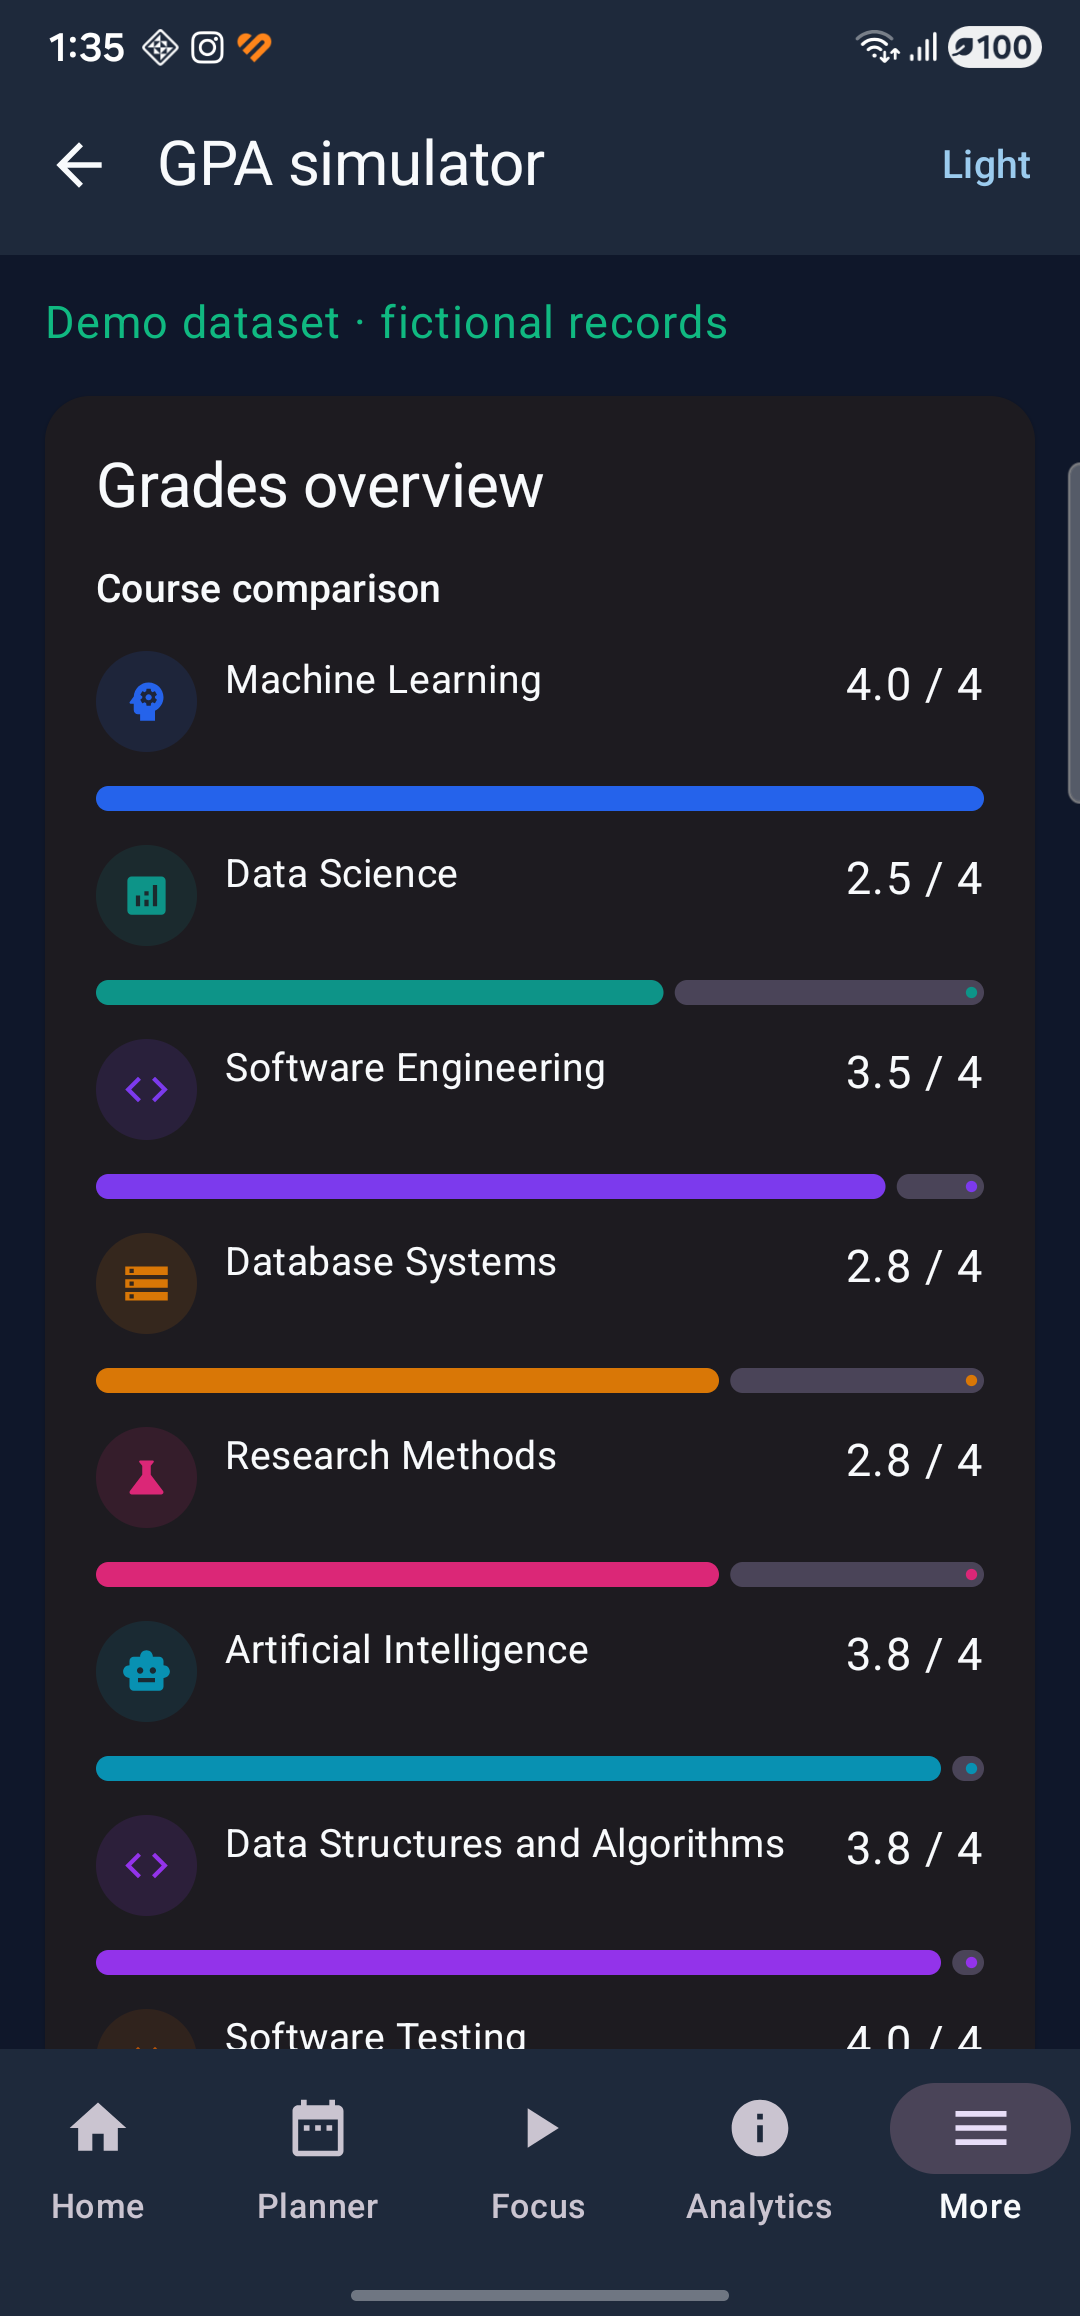 1:35
100
GPA simulator
Light
Demo dataset · fictional records
Grades overview
Course comparison
Machine Learning 4.0 / 4
Data Science 2.5 / 4
Software Engineering 3.5 / 4
Database Systems 2.8 / 4
Research Methods 2.8 / 4
Artificial Intelligence 3.8 / 4
Data Structures and Algorithms 3.8 / 4
Software Testing 4.0 / 4
Home Planner Focus Analytics More